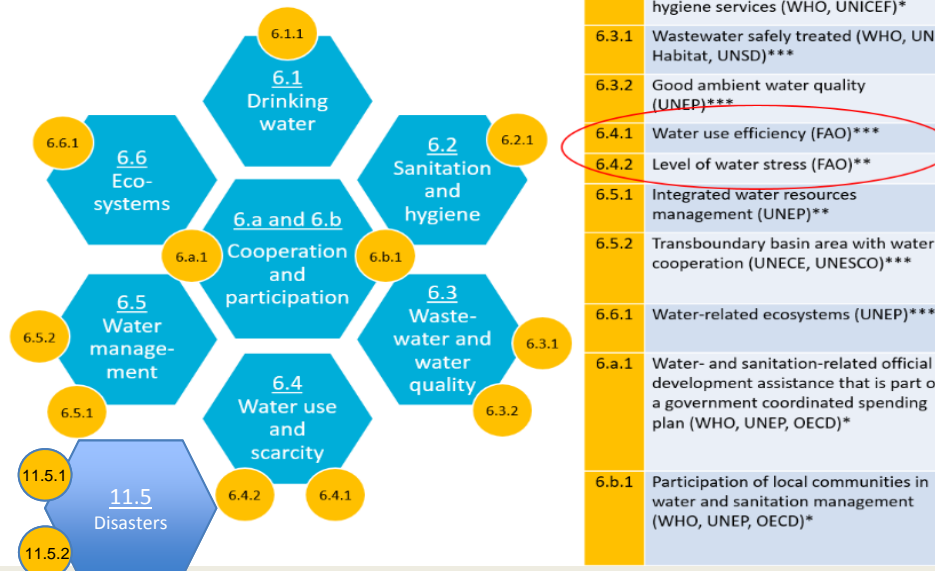 6.1.1
6.1
Drinking
water
6.6.1
6.6
Eco-
systems
6.2.1
6.2
Sanitation
and
hygiene
6.a and 6.b
Cooperation
and
participation
6.a.1
6.b.1
6.5
Water
manage-
ment
6.5.2
6.5.1
6.3
Waste-
water and
water
quality
6.3.1
6.3.2
6.4
Water use
and
scarcity
6.4.2
6.4.1
11.5.1
11.5
Disasters
11.5.2
hygiene services (WHO, UNICEF)*
6.3.1 Wastewater safely treated (WHO, UN
Habitat, UNSD)***
6.3.2 Good ambient water quality
(UNEP)***
6.4.1 Water use efficiency (FAO)***
6.4.2 Level of water stress (FAO)**
6.5.1 Integrated water resources
management (UNEP)**
6.5.2 Transboundary basin area with water
cooperation (UNECE, UNESCO)***
6.6.1 Water-related ecosystems (UNEP)***
6.a.1 Water- and sanitation-related official
development assistance that is part o
a government coordinated spending
plan (WHO, UNEP, OECD)*
6.b.1 Participation of local communities in
water and sanitation management
(WHO, UNEP, OECD)*